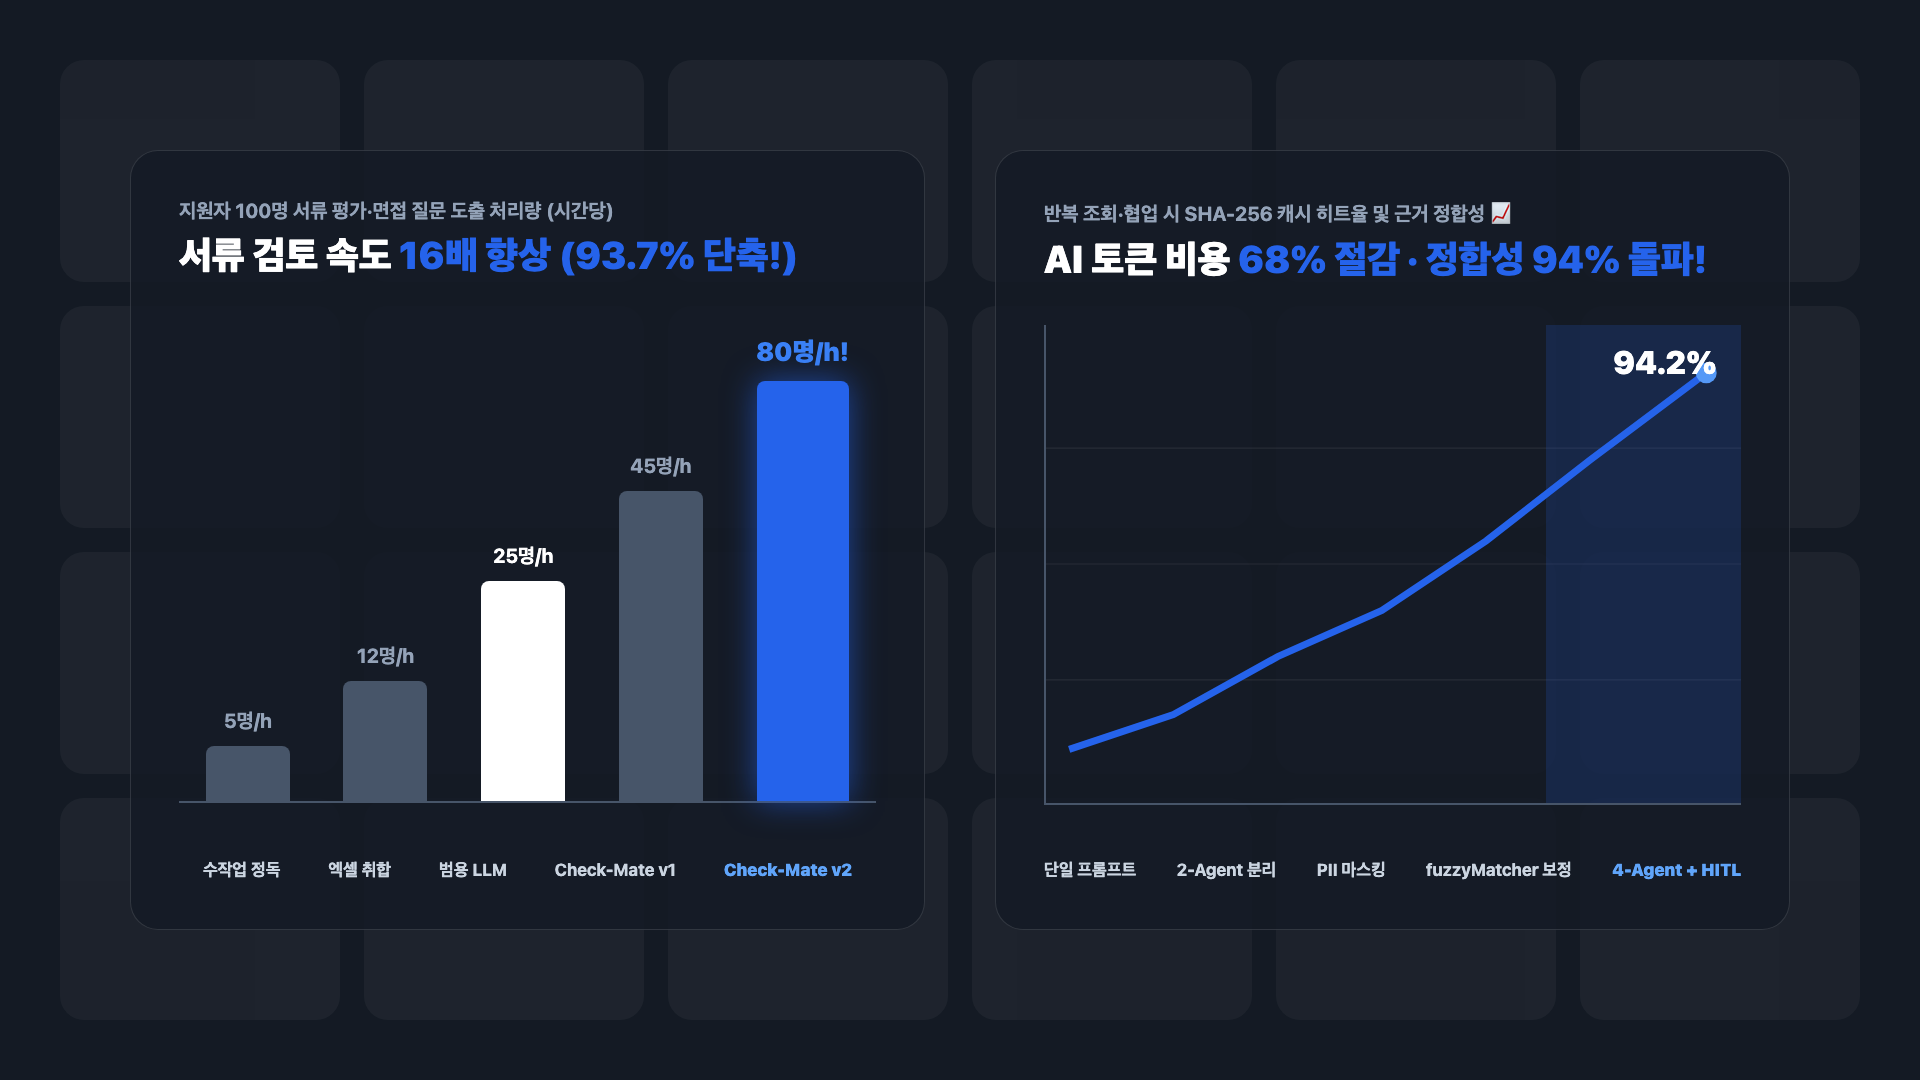 지원자 100명 서류 평가·면접 질문 도출 처리량 (시간당)
서류 검토 속도 16배 향상 (93.7% 단축!)
80명/h!
45명/h
25명/h
12명/h
5명/h
수작업 정독
엑셀 취합
범용 LLM
Check-Mate v1
Check-Mate v2
반복 조회·협업 시 SHA-256 캐시 히트율 및 근거 정합성 📈
AI 토큰 비용 68% 절감 · 정합성 94% 돌파!
94.2%
단일 프롬프트
2-Agent 분리
PII 마스킹
fuzzyMatcher 보정
4-Agent + HITL